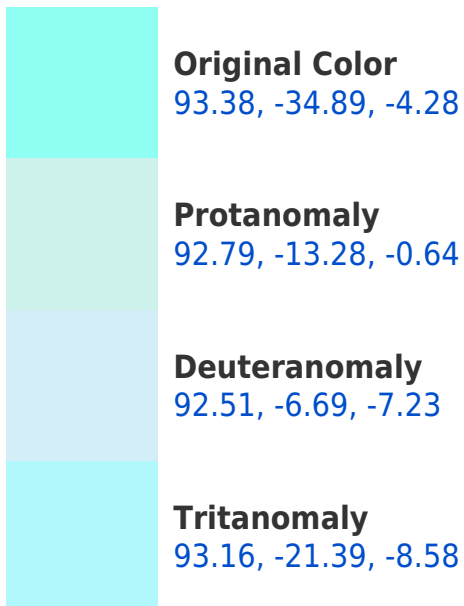 Original Color
93.38, -34.89, -4.28
Protanomaly
92.79, -13.28, -0.64
Deuteranomaly
92.51, -6.69, -7.23
Tritanomaly
93.16, -21.39, -8.58